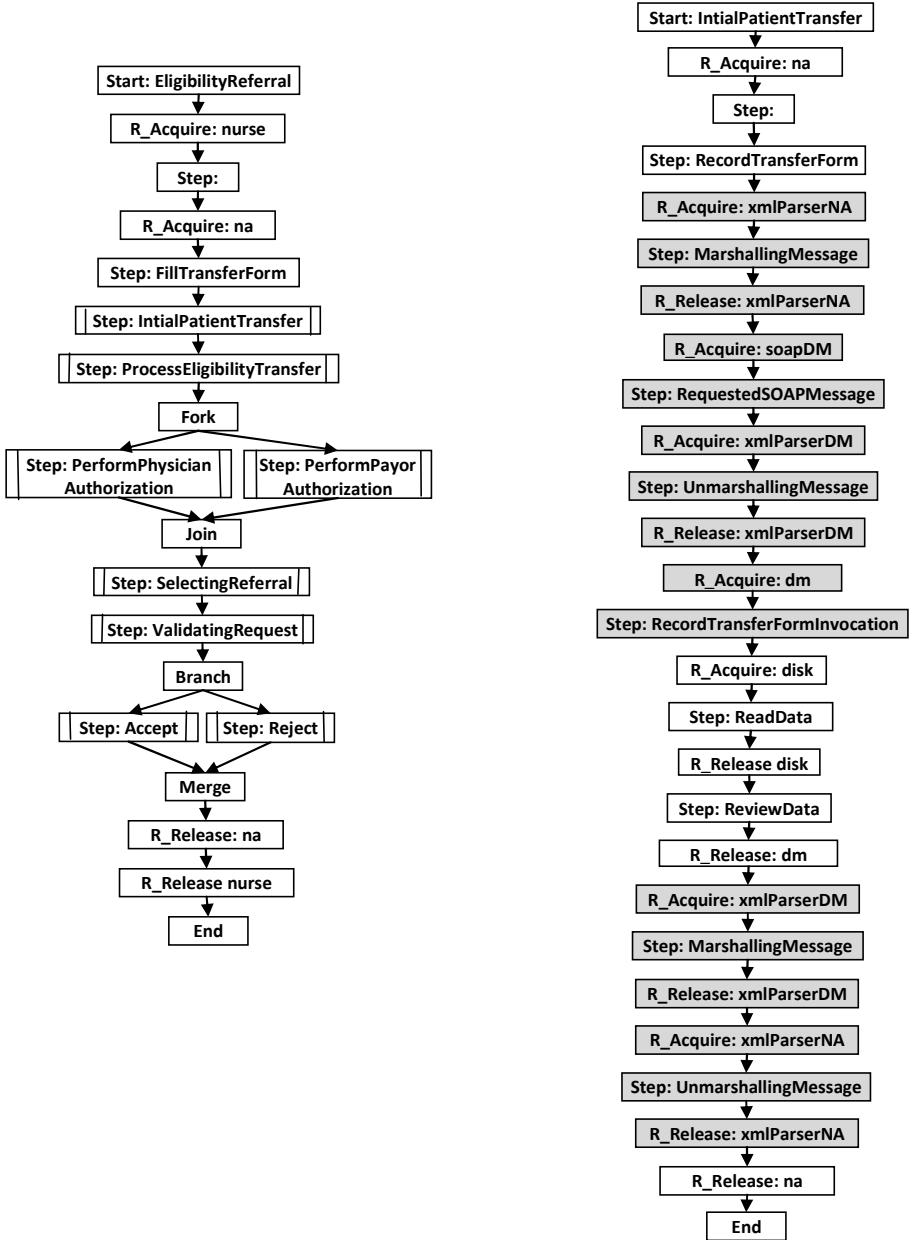 Start: EligibilityReferral
R_Acquire: nurse
Step:
R_Acquire: na
Step: FillTransferForm
Step: IntialPatientTransfer
Step: ProcessEligibilityTransfer
Fork
Step: PerformPhysician
Authorization
Step: PerformPayor
Authorization
Join
Step: SelectingReferral
Step: ValidatingRequest
Branch
Step: Accept
Step: Reject
Merge
R_Release: na
R_Release nurse
End
Start: IntialPatientTransfer
R_Acquire: na
Step:
Step: RecordTransferForm
R_Acquire: xmlParserNA
Step: MarshallingMessage
R_Release: xmlParserNA
R_Acquire: soapDM
Step: RequestedSOAPMessage
R_Acquire: xmlParserDM
Step: UnmarshallingMessage
R_Release: xmlParserDM
R_Acquire: dm
Step: RecordTransferFormInvocation
R_Acquire: disk
Step: ReadData
R_Release disk
Step: ReviewData
R_Release: dm
R_Acquire: xmlParserDM
Step: MarshallingMessage
R_Release: xmlParserDM
R_Acquire: xmlParserNA
Step: UnmarshallingMessage
R_Release: xmlParserNA
R_Release: na
End